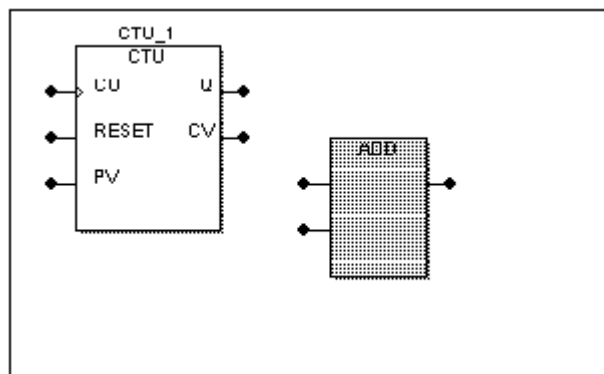 CTU_1
CTU
CU Q
RESET CV
PV
ADD